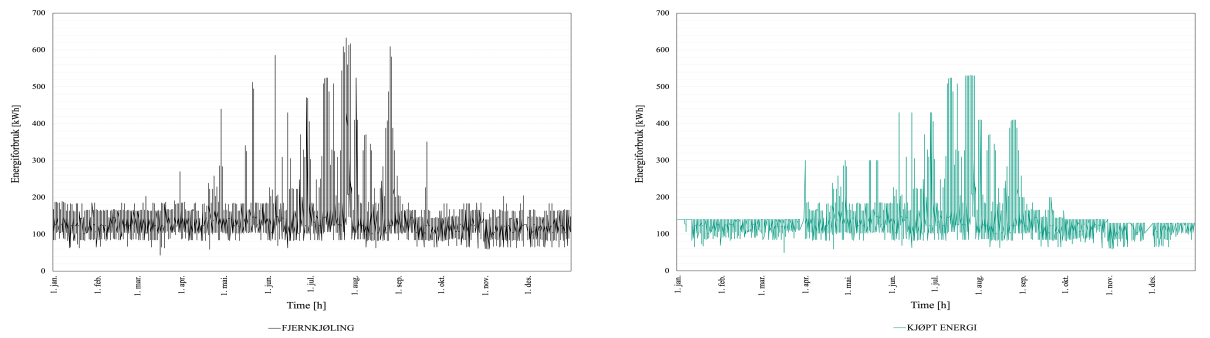 700
600
500
400
300
200
100
0
Energiforbruk [kWh]
1. jan.
1. feb.
1. mar.
1. apr.
1. mai.
1. jun.
1. jul.
1. aug.
1. sep.
1. okt.
1. nov.
1. des.
Time [h]
FJERNKJØLING
700
600
500
400
300
200
100
0
Energiforbruk [kWh]
1. jan.
1. feb.
1. mar.
1. apr.
1. mai.
1. jun.
1. jul.
1. aug.
1. sep.
1. okt.
1. nov.
1. des.
Time [h]
KJØPT ENERGI